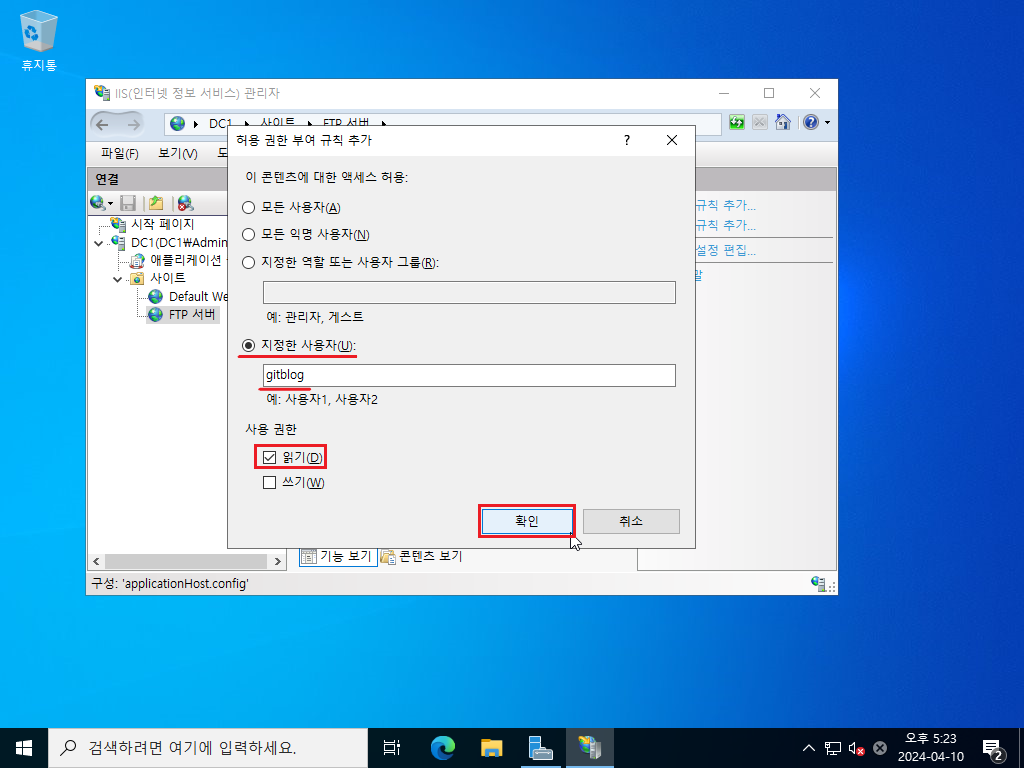 휴지통
IIS(인터넷 정보 서비스) 관리자
DC1 사이트 FTP 서버
허용 권한 부여 규칙 추가
?
파일(F) 보기(V)
이 콘텐츠에 대한 액세스 허용:
연결
모든 사용자(A)
규칙 추가...
시작 페이지
규칙 추가...
모든 익명 사용자(N)
DC1(DC1\Admin
설정 편집...
애플리케이션
지정한 역할 또는 사용자 그룹(R):
사이트
Default We
FTP 서버
예: 관리자, 게스트
지정한 사용자(U):
gitblog
예: 사용자1, 사용자2
사용 권한
읽기(D)
쓰기(W)
확인 취소
기능 보기 콘텐츠 보기
구성: 'applicationHost.config'
검색하려면 여기에 입력하세요.
오후 5:23
2024-04-10
2